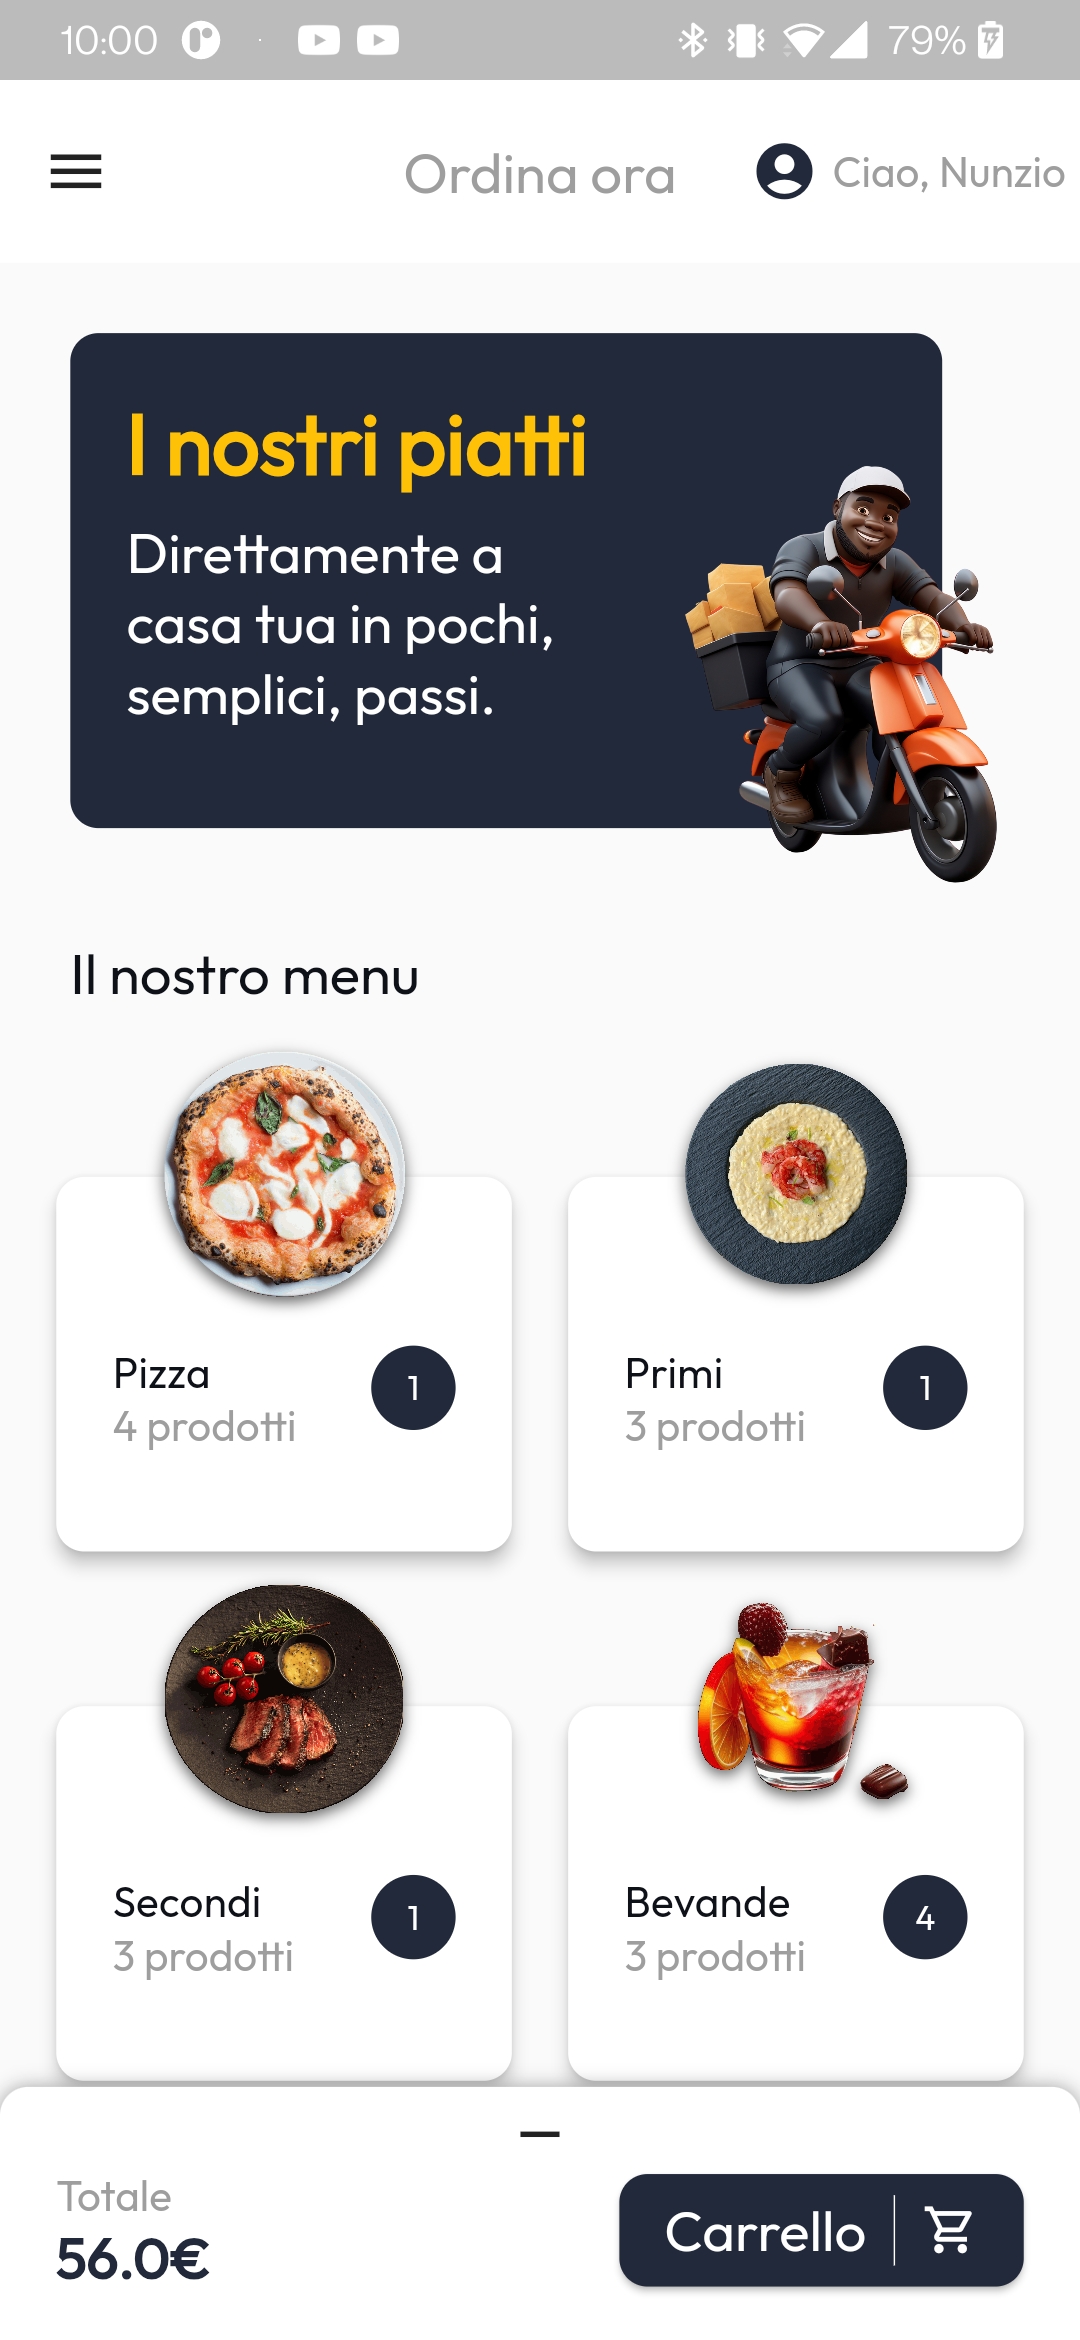 10:00
79%
Ordina ora
Ciao, Nunzio
I nostri piatti
Direttamente a
casa tua in pochi,
semplici, passi.
Il nostro menu
Pizza
4 prodotti
1
Primi
3 prodotti
1
Secondi
3 prodotti
1
Bevande
3 prodotti
4
Totale
56.0€
Carrello